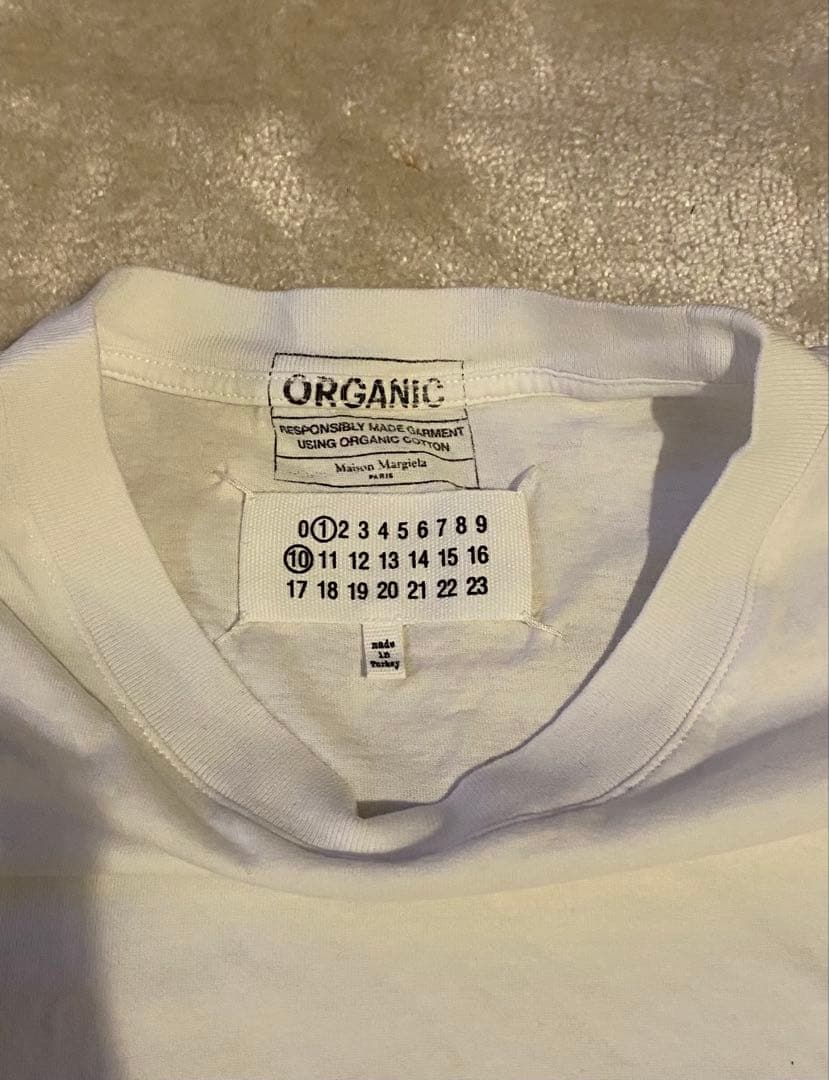 ORGANIC
RESPONSIBLY MADE GARMENT
USING ORGANIC COTTON
Maison Margiela
PARIS
0 1 2 3 4 5 6 7 8 9
10 11 12 13 14 15 16
17 18 19 20 21 22 23
made
in
Turkey